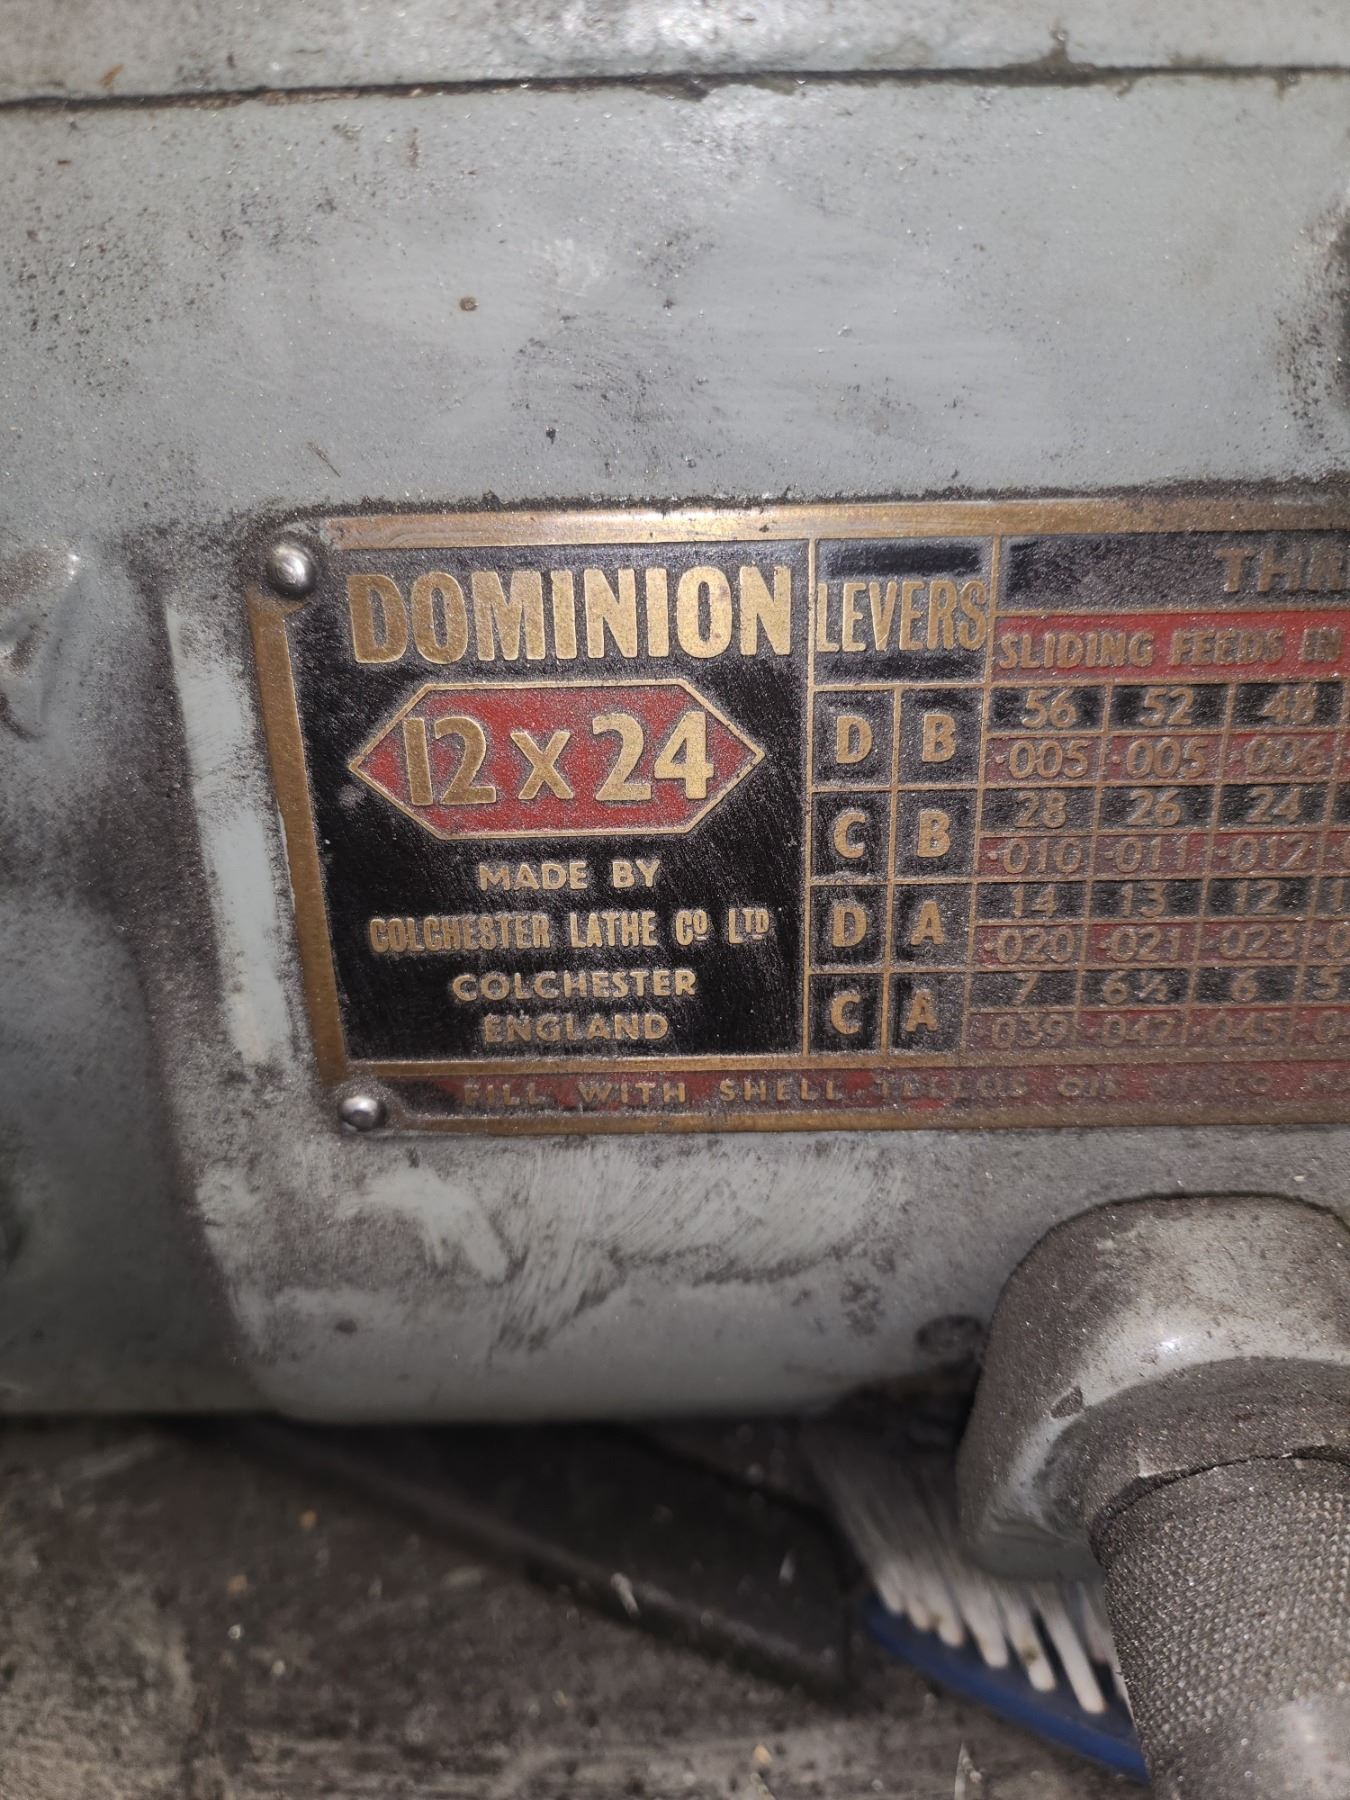 DOMINION
12 x 24
MADE BY
COLCHESTER LATHE Cº LTD
COLCHESTER
ENGLAND
LEVERS
SLIDING FEEDS IN
D B 56 52 48
·005 ·005 ·006
C B 28 26 24
·010 ·011 ·012
D A 14 13 12
·020 ·021 ·023
C A 7 6½ 6
·039 ·042 ·045
FILL WITH SHELL TELLUS OIL